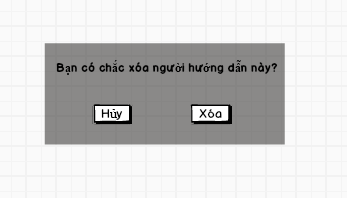 Bạn có chắc xóa người hướng dẫn này?
Hủy
Xóa